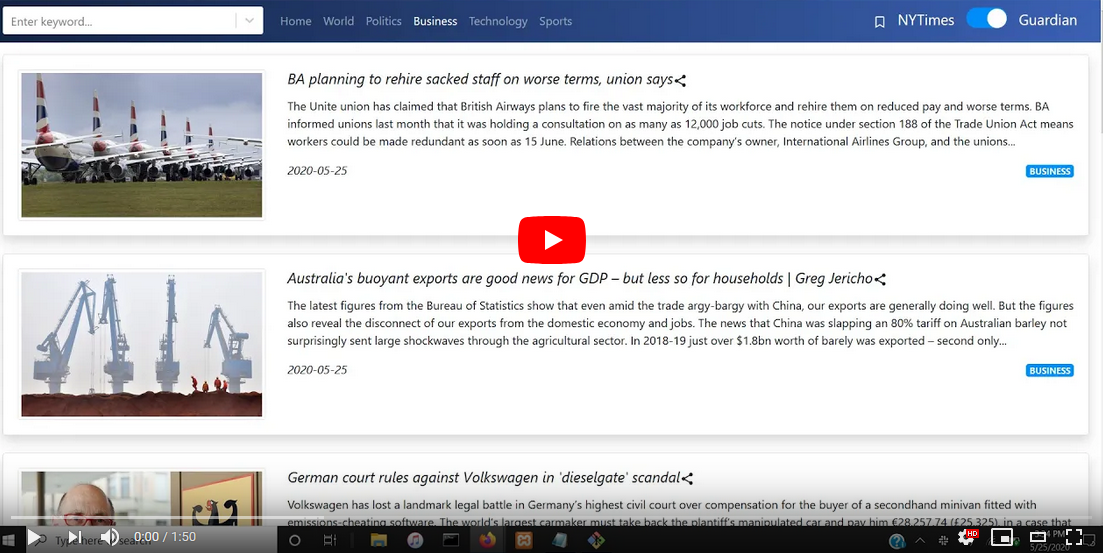 Enter keyword...
Home World Politics Business Technology Sports
NYTimes Guardian
BA planning to rehire sacked staff on worse terms, union says
The Unite union has claimed that British Airways plans to fire the vast majority of its workforce and rehire them on reduced pay and worse terms. BA
informed unions last month that it was holding a consultation on as many as 12,000 job cuts. The notice under section 188 of the Trade Union Act means
workers could be made redundant as soon as 15 June. Relations between the company's owner, International Airlines Group, and the unions...
2020-05-25
BUSINESS
Australia's buoyant exports are good news for GDP – but less so for households | Greg Jericho
The latest figures from the Bureau of Statistics show that even amid the trade argy-bargy with China, our exports are generally doing well. But the figures
also reveal the disconnect of our exports from the domestic economy and jobs. The news that China was slapping an 80% tariff on Australian barley not
surprisingly sent large shockwaves through the agricultural sector. In 2018-19 just over $1.8bn worth of barely was exported – second only...
2020-05-25
BUSINESS
German court rules against Volkswagen in 'dieselgate' scandal
Volkswagen has lost a landmark legal battle in Germany's highest civil court over compensation for the buyer of a secondhand minivan fitted with
emissions-cheating software. The world's largest carmaker must take back the plaintiff's manipulated car and pay him €28,257.74 (£25,325), in a case that
Type here search
0:00 / 1:50
HD
PM
5/25/2020